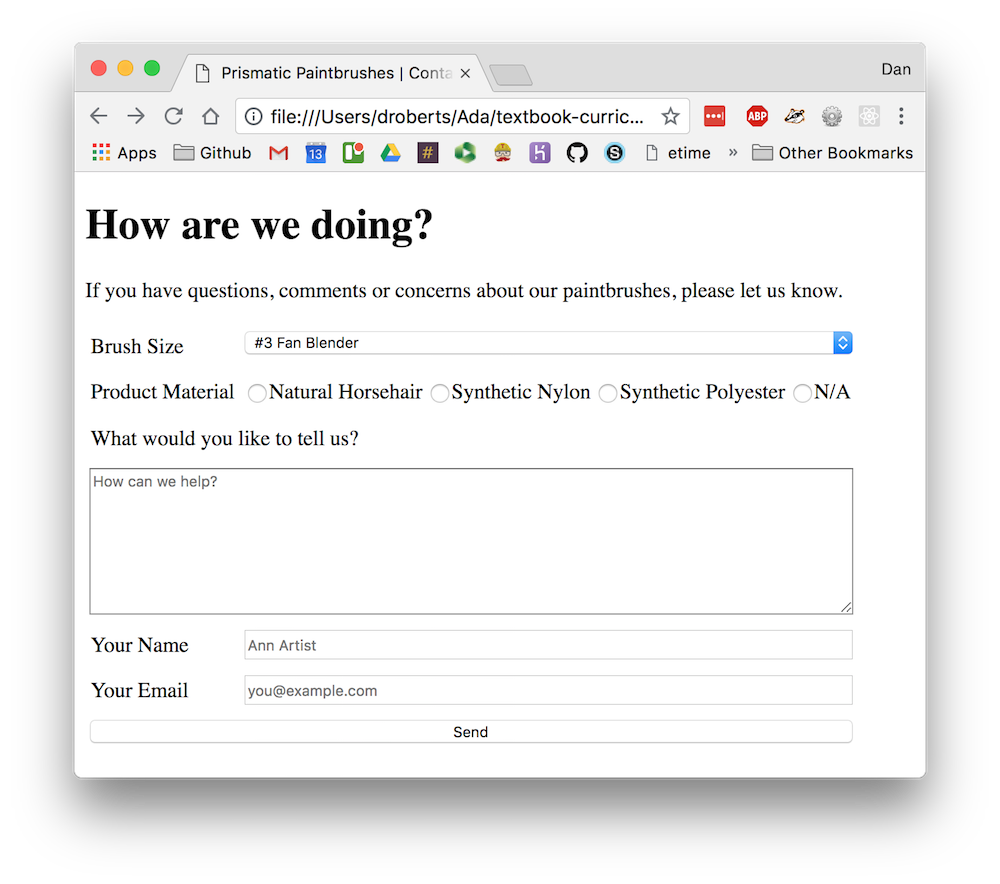 Prismatic Paintbrushes | Conta
Dan
file:///Users/droberts/Ada/textbook-curric...
ABP
Apps Github 13 # h S etime » Other Bookmarks
How are we doing?
If you have questions, comments or concerns about our paintbrushes, please let us know.
Brush Size #3 Fan Blender
Product Material Natural Horsehair Synthetic Nylon Synthetic Polyester N/A
What would you like to tell us?
How can we help?
Your Name Ann Artist
Your Email you@example.com
Send